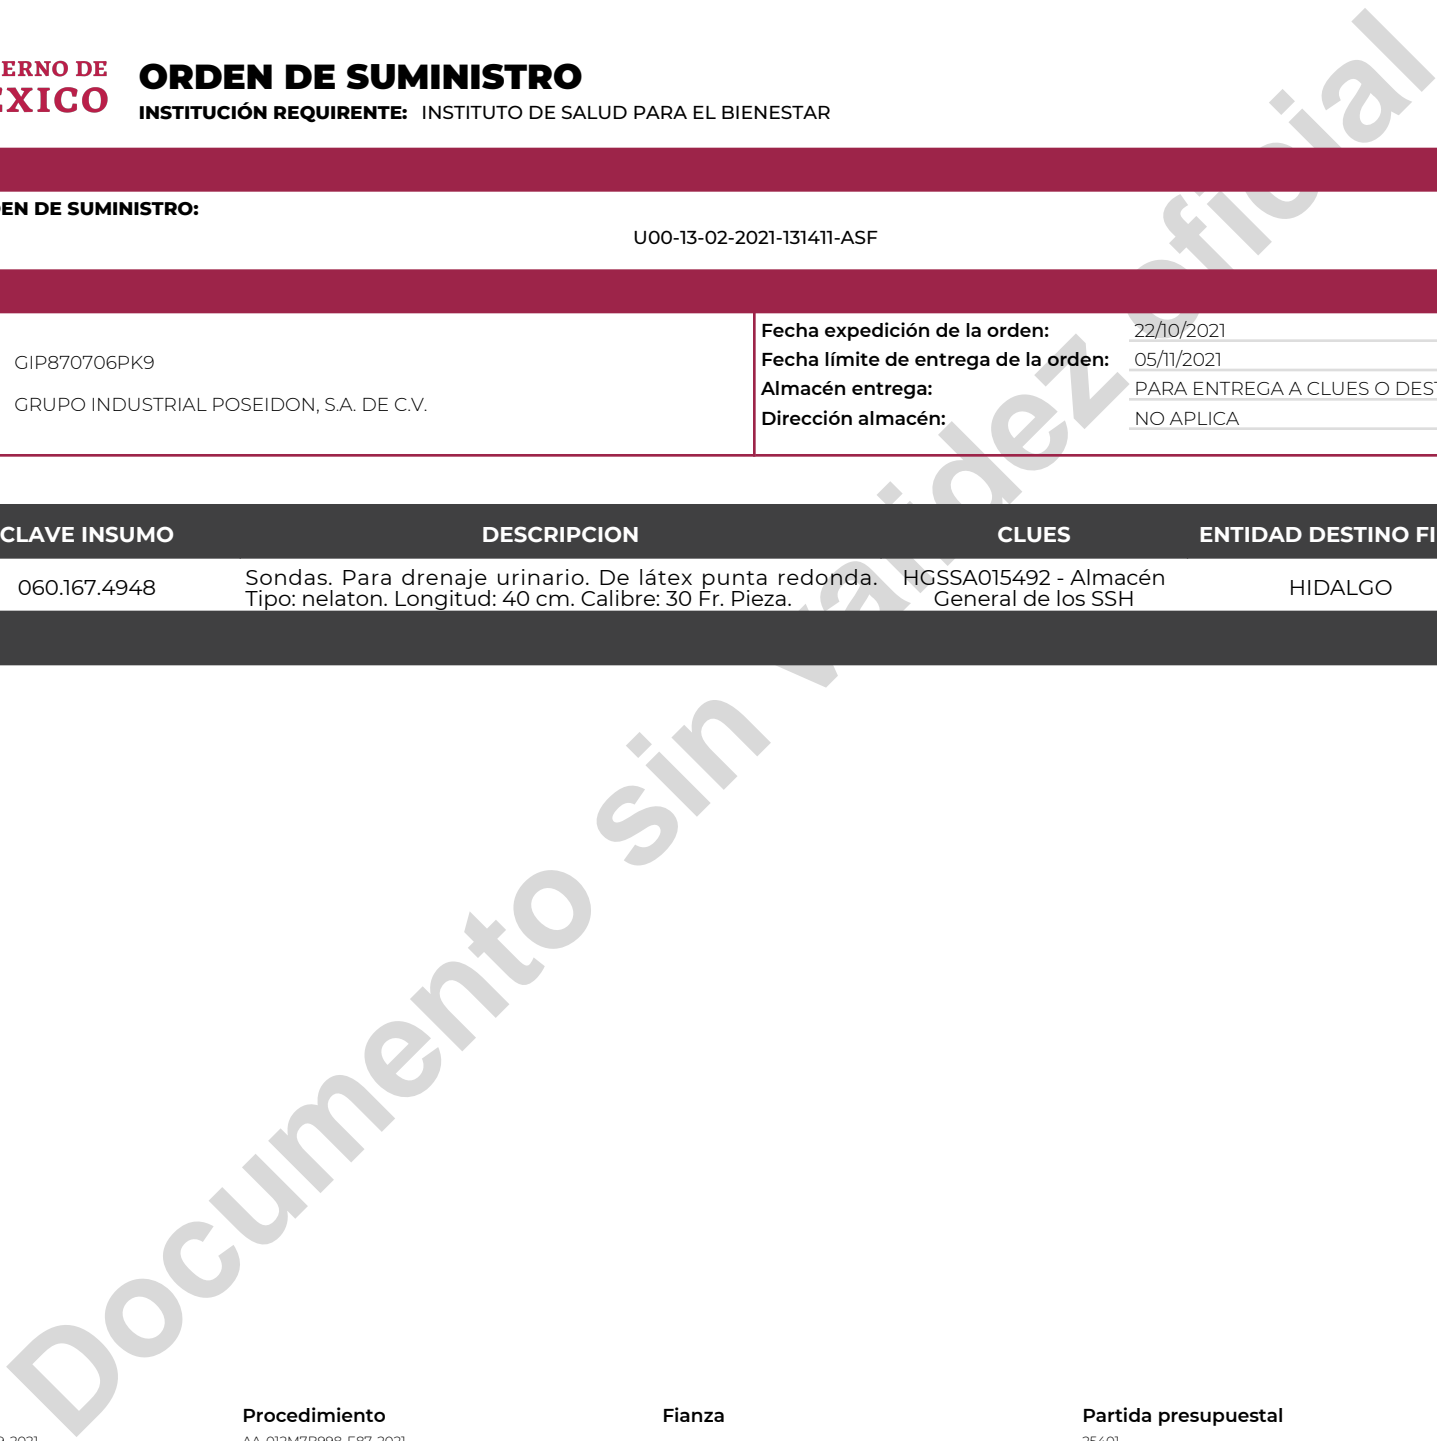 ERNO DE
ORDEN DE SUMINISTRO
XICO
INSTITUCIÓN REQUIRENTE: INSTITUTO DE SALUD PARA EL BIENESTAR
EN DE SUMINISTRO:
U00-13-02-2021-131411-ASF
Fecha expedición de la orden: 22/10/2021
GIP870706PK9
Fecha límite de entrega de la orden: 05/11/2021
Almacén entrega: PARA ENTREGA A CLUES O DEST
GRUPO INDUSTRIAL POSEIDON, S.A. DE C.V.
Dirección almacén: NO APLICA
CLAVE INSUMO DESCRIPCION CLUES ENTIDAD DESTINO FI
060.167.4948
Sondas. Para drenaje urinario. De látex punta redonda.
Tipo: nelaton. Longitud: 40 cm. Calibre: 30 Fr. Pieza.
HGSSA015492 - Almacén
General de los SSH
HIDALGO
Documento sin validez oficial
Procedimiento Fianza Partida presupuestal